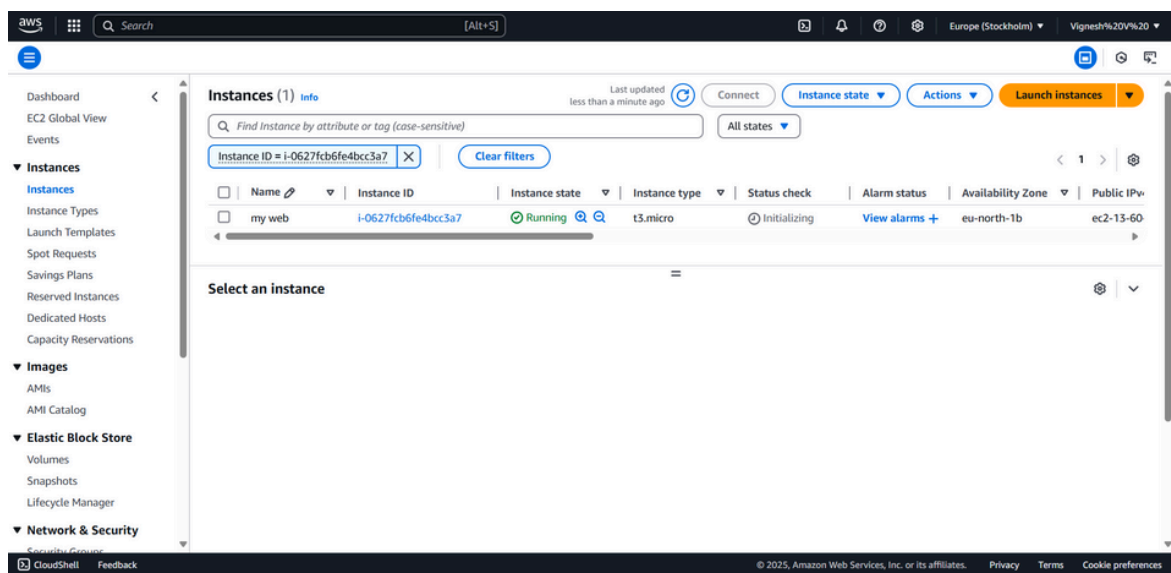 aws
Search
[Alt+S]
Europe (Stockholm)
Vignesh%20V%20
Dashboard
EC2 Global View
Events
Instances
Instances
Instance Types
Launch Templates
Spot Requests
Savings Plans
Reserved Instances
Dedicated Hosts
Capacity Reservations
Images
AMIs
AMI Catalog
Elastic Block Store
Volumes
Snapshots
Lifecycle Manager
Network & Security
Security Groups
Instances (1) Info
Last updated
less than a minute ago
Connect
Instance state
Actions
Launch instances
Find Instance by attribute or tag (case-sensitive)
All states
Instance ID = i-0627fcb6fe4bcc3a7
Clear filters
1
Name Instance ID Instance state Instance type Status check Alarm status Availability Zone Public IPv
my web i-0627fcb6fe4bcc3a7 Running t3.micro Initializing View alarms + eu-north-1b ec2-13-60-
Select an instance
CloudShell Feedback © 2025, Amazon Web Services, Inc. or its affiliates. Privacy Terms Cookie preferences